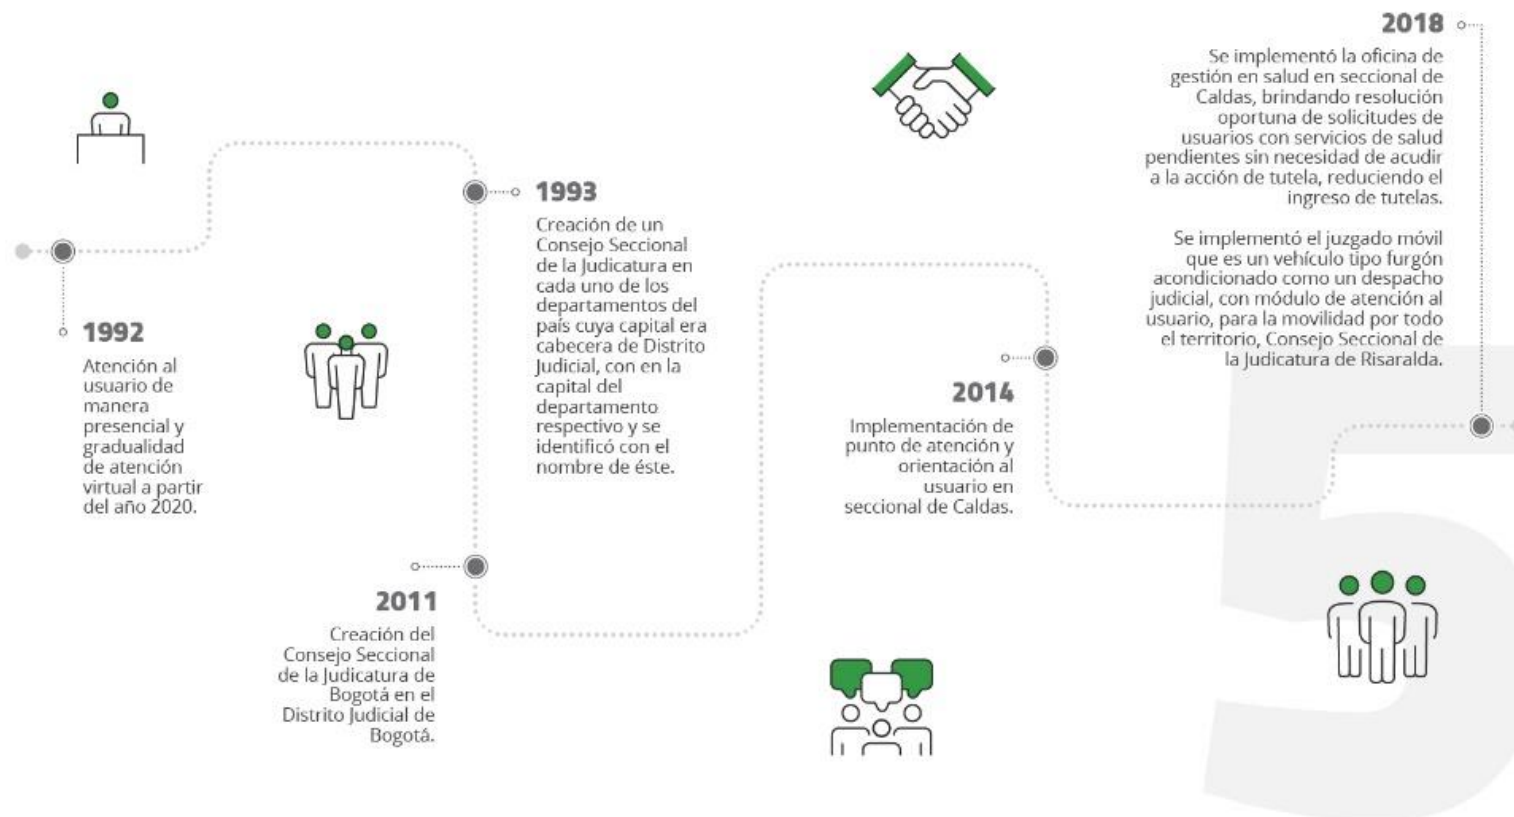 1992
Atención al
usuario de
manera
presencial y
gradualidad
de atención
virtual a partir
del año 2020.
1993
Creación de un
Consejo Seccional
de la Judicatura en
cada uno de los
departamentos del
país cuya capital era
cabecera de Distrito
Judicial, con en la
capital del
departamento
respectivo y se
identificó con el
nombre de éste.
2011
Creación del
Consejo Seccional
de la Judicatura de
Bogotá en el
Distrito Judicial de
Bogotá.
2014
Implementación de
punto de atención y
orientación al
usuario en
seccional de Caldas.
2018
Se implementó la oficina de
gestión en salud en seccional de
Caldas, brindando resolución
oportuna de solicitudes de
usuarios con servicios de salud
pendientes sin necesidad de acudir
a la acción de tutela, reduciendo el
ingreso de tutelas.
Se implementó el juzgado móvil
que es un vehículo tipo furgón
acondicionado como un despacho
judicial, con módulo de atención al
usuario, para la movilidad por todo
el territorio, Consejo Seccional de
la Judicatura de Risaralda.
5